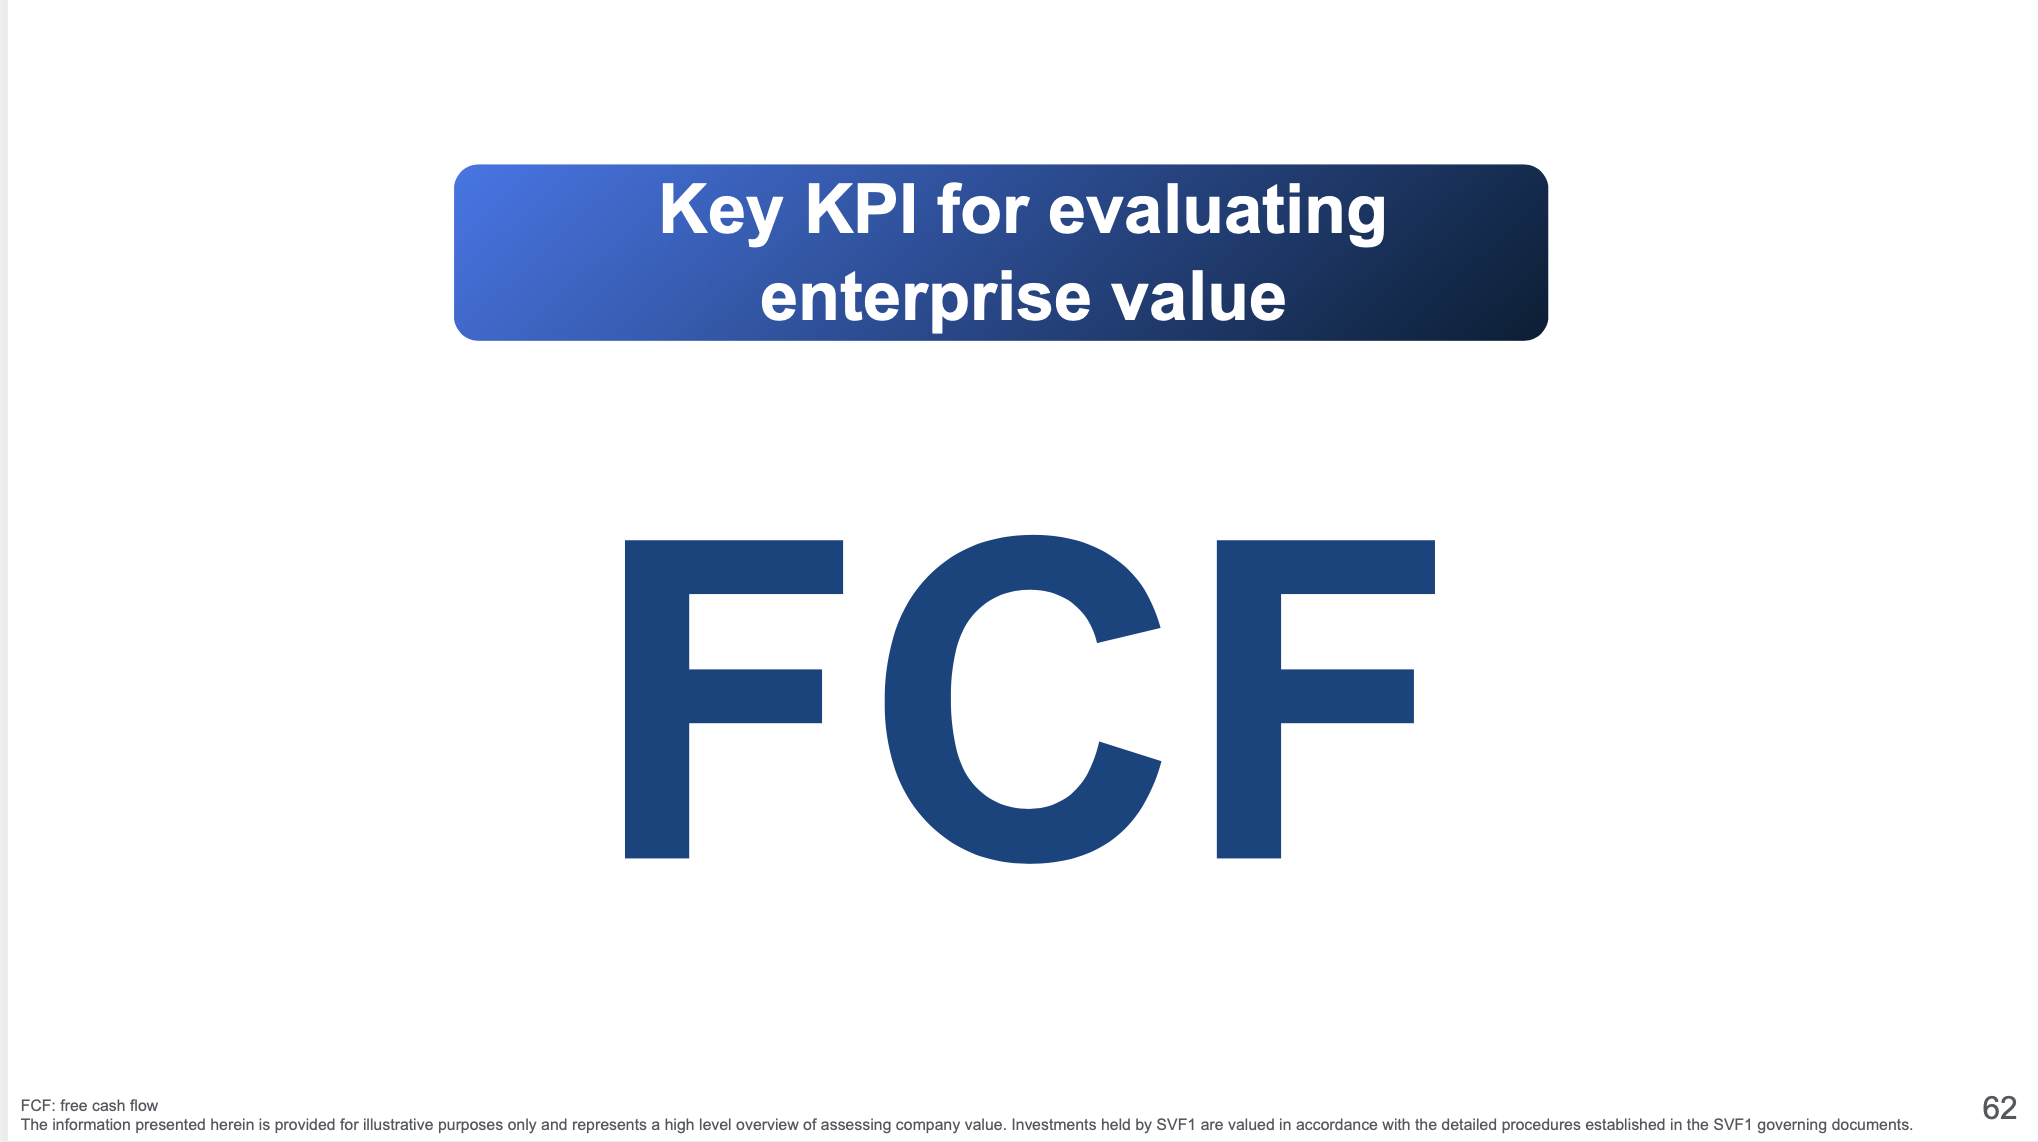 Key KPI for evaluating
enterprise value
FCF
FCF: free cash flow
The information presented herein is provided for illustrative purposes only and represents a high level overview of assessing company value. Investments held by SVF1 are valued in accordance with the detailed procedures established in the SVF1 governing documents.
62